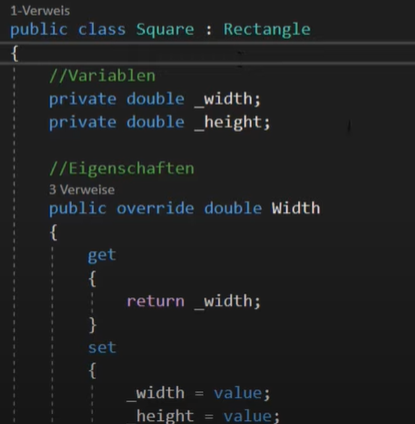 1-Verweis
public class Square : Rectangle
{
//Variablen
private double _width;
private double _height;
//Eigenschaften
3 Verweise
public override double Width
{
get
{
return _width;
}
set
{
_width = value;
_height = value;